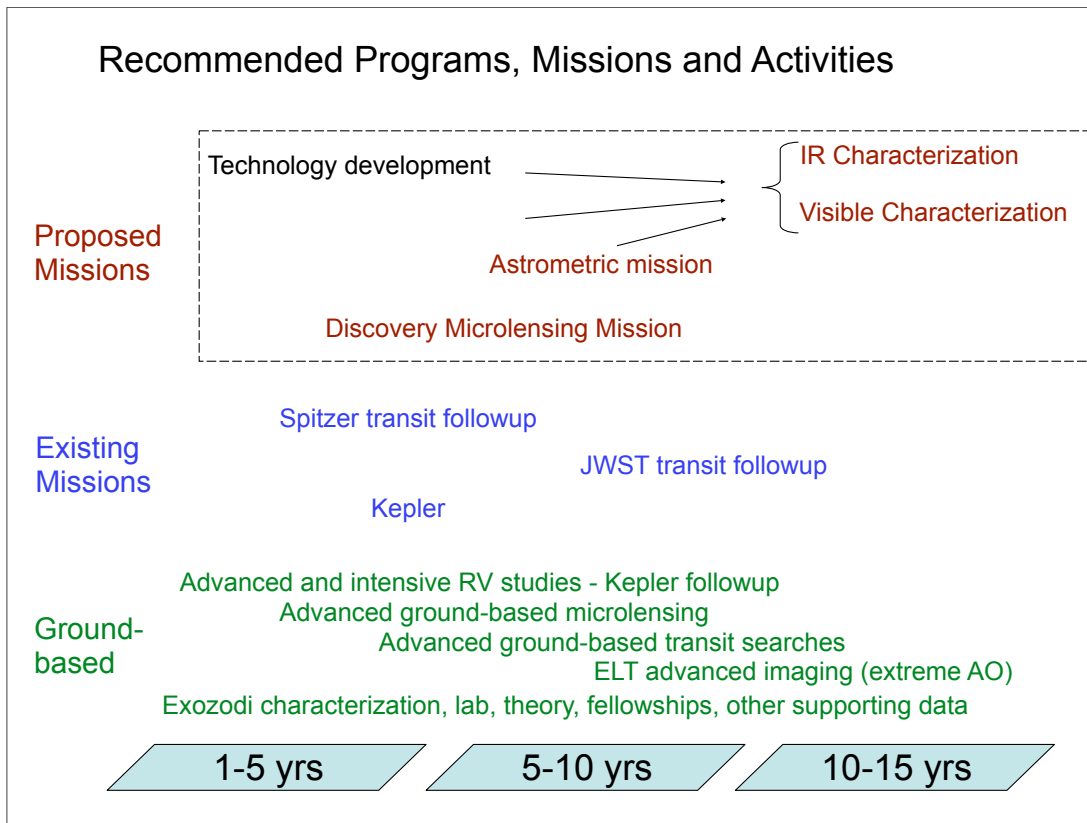 Recommended Programs, Missions and Activities
Technology development
IR Characterization
Visible Characterization
Proposed
Missions
Astrometric mission
Discovery Microlensing Mission
Spitzer transit followup
Existing
Missions
JWST transit followup
Kepler
Advanced and intensive RV studies - Kepler followup
Advanced ground-based microlensing
Ground-
based
Advanced ground-based transit searches
ELT advanced imaging (extreme AO)
Exozodi characterization, lab, theory, fellowships, other supporting data
1-5 yrs
5-10 yrs
10-15 yrs